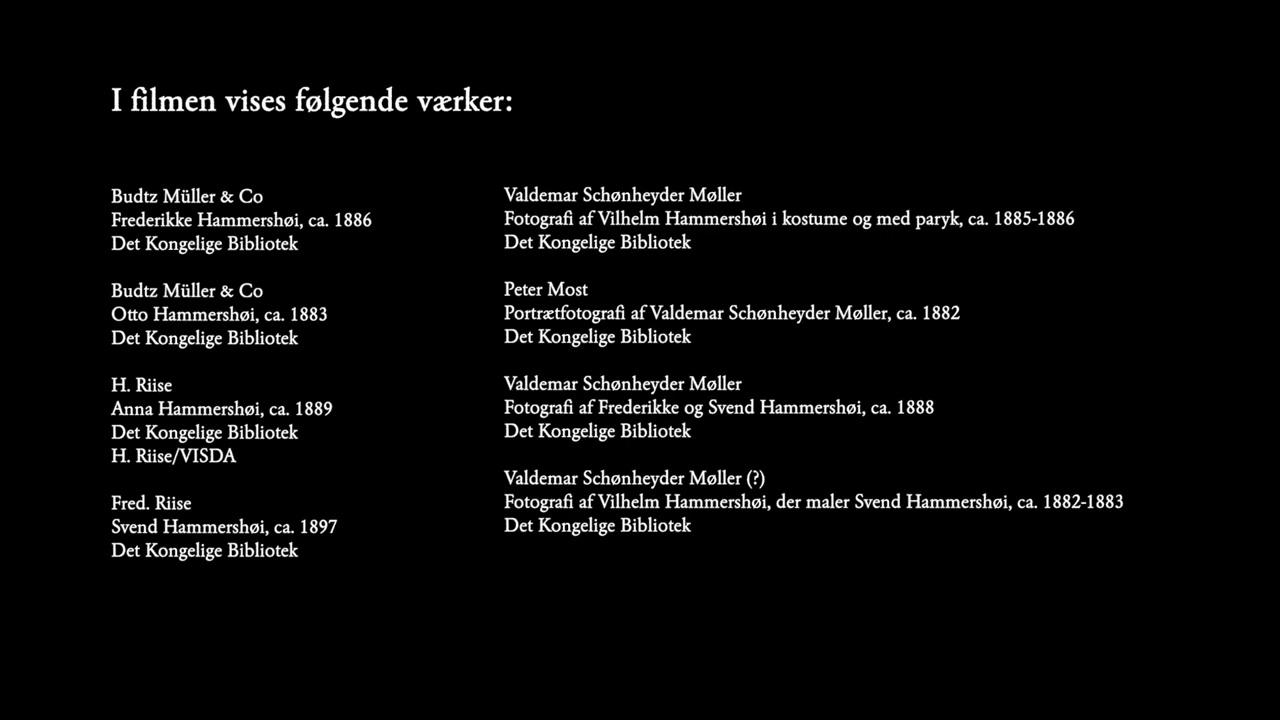 I filmen vises følgende værker:
Budtz Müller & Co
Frederikke Hammershøi, ca. 1886
Det Kongelige Bibliotek
Budtz Müller & Co
Otto Hammershøi, ca. 1883
Det Kongelige Bibliotek
H. Riise
Anna Hammershøi, ca. 1889
Det Kongelige Bibliotek
H. Riise/VISDA
Fred. Riise
Svend Hammershøi, ca. 1897
Det Kongelige Bibliotek
Valdemar Schønheyder Møller
Fotografi af Vilhelm Hammershøi i kostume og med paryk, ca. 1885-1886
Det Kongelige Bibliotek
Peter Most
Portrætfotografi af Valdemar Schønheyder Møller, ca. 1882
Det Kongelige Bibliotek
Valdemar Schønheyder Møller
Fotografi af Frederikke og Svend Hammershøi, ca. 1888
Det Kongelige Bibliotek
Valdemar Schønheyder Møller (?)
Fotografi af Vilhelm Hammershøi, der maler Svend Hammershøi, ca. 1882-1883
Det Kongelige Bibliotek